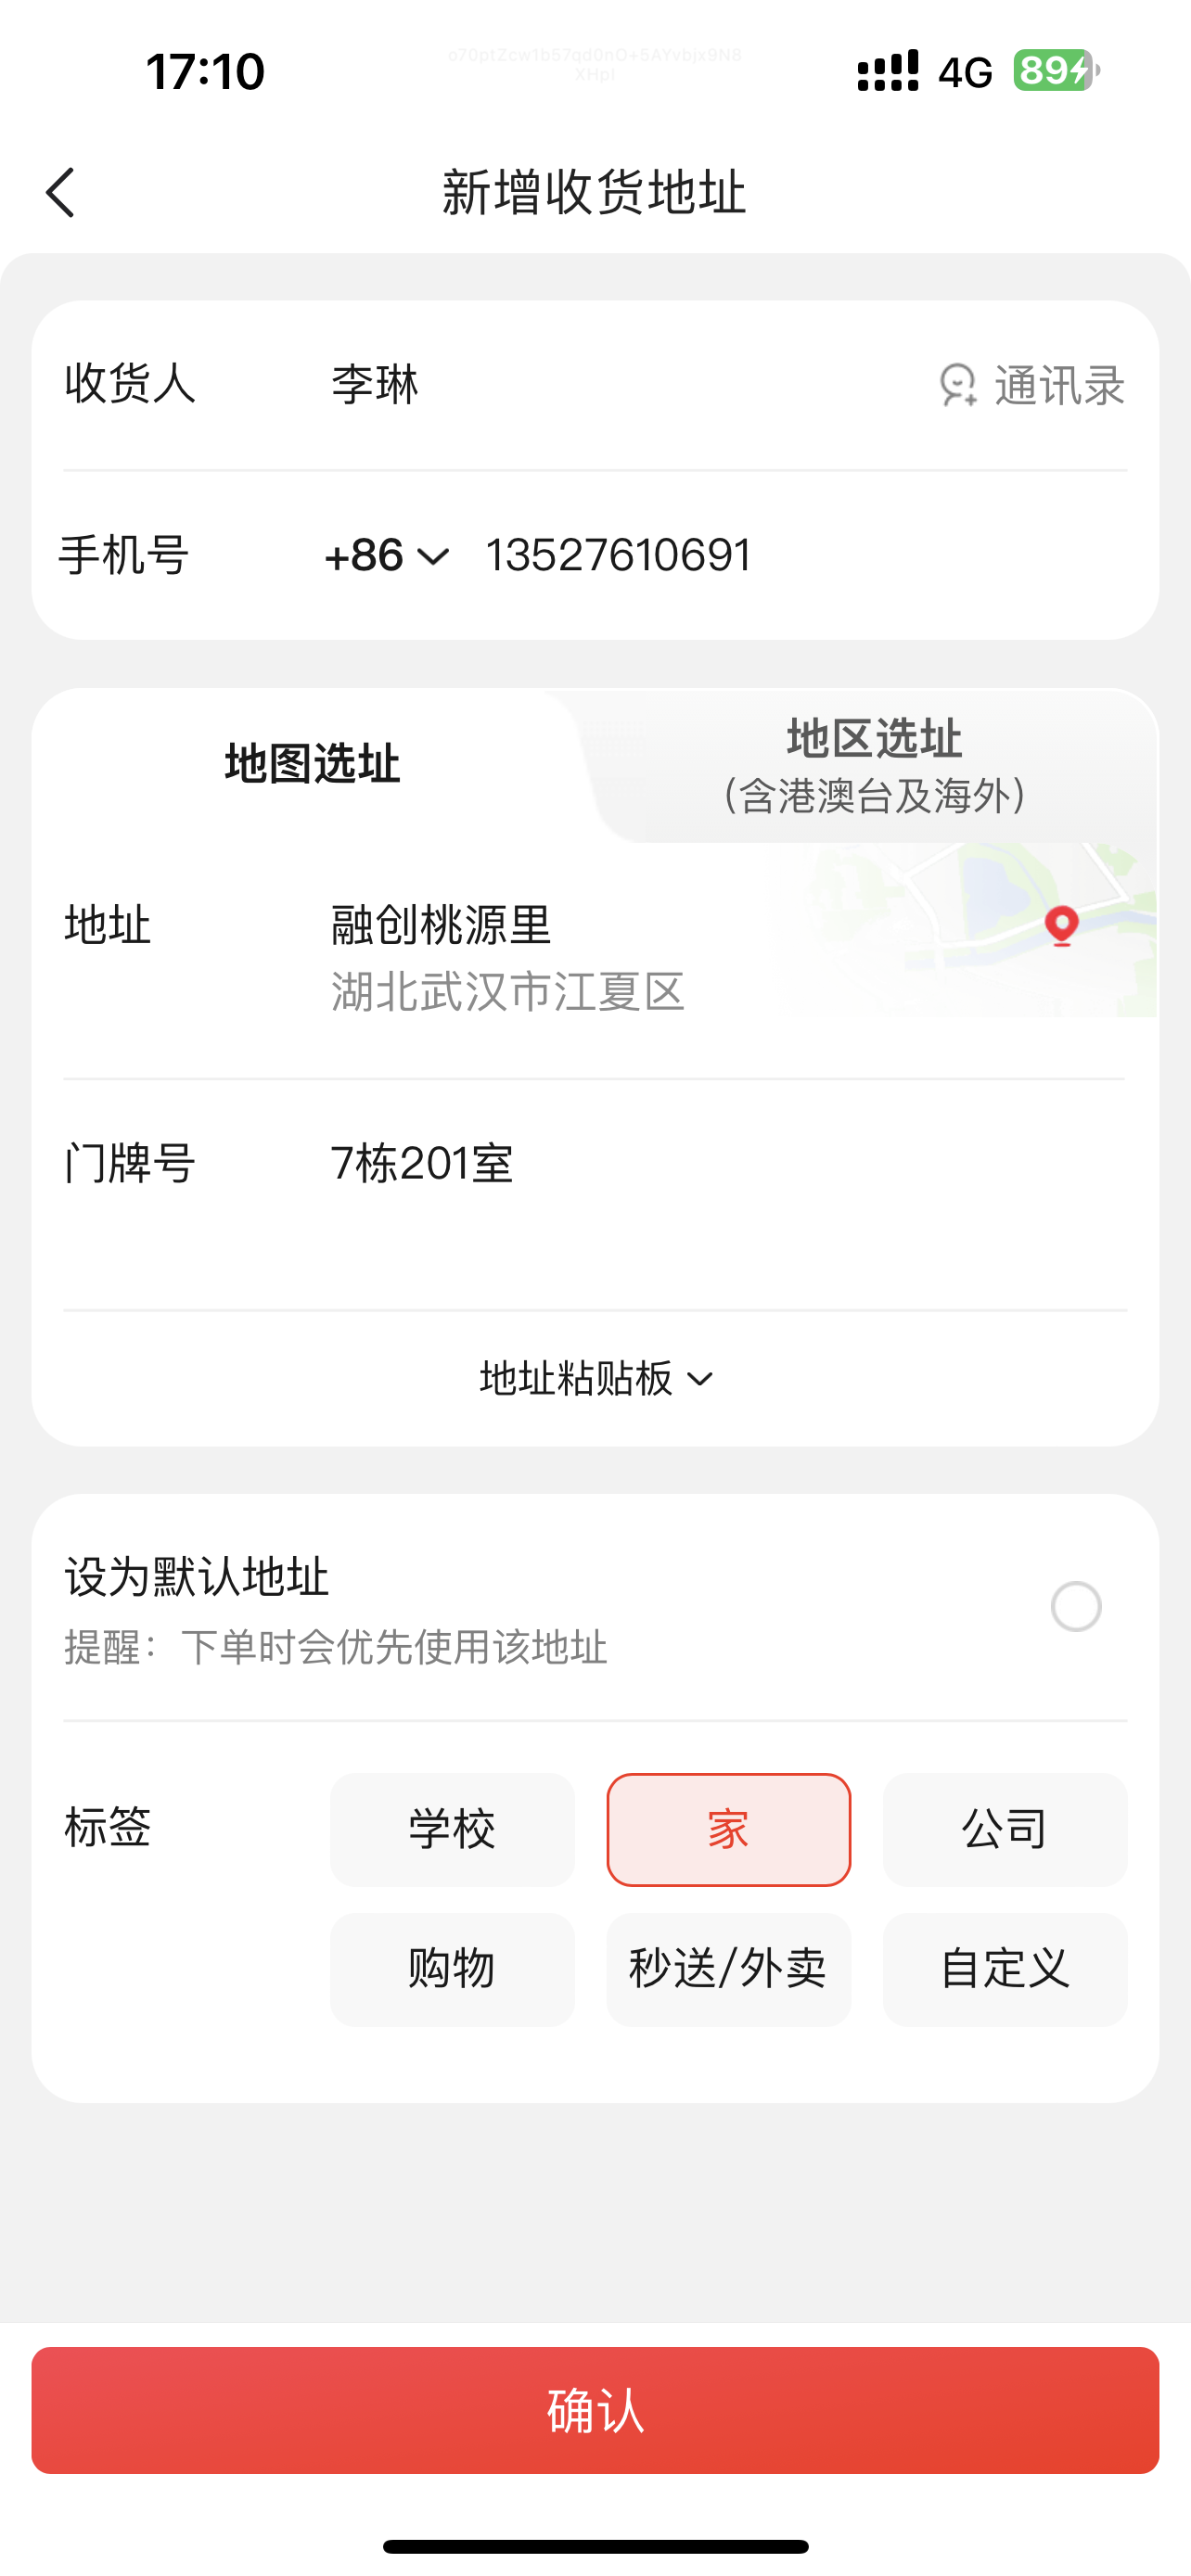 17:10
4G
89
新增收货地址
收货人 李琳 通讯录
手机号 +86 13527610691
地图选址
地区选址
（含港澳台及海外）
地址 融创桃源里
湖北武汉市江夏区
门牌号 7栋201室
地址粘贴板
设为默认地址
提醒：下单时会优先使用该地址
标签 学校 家 公司
购物 秒送/外卖 自定义
确认